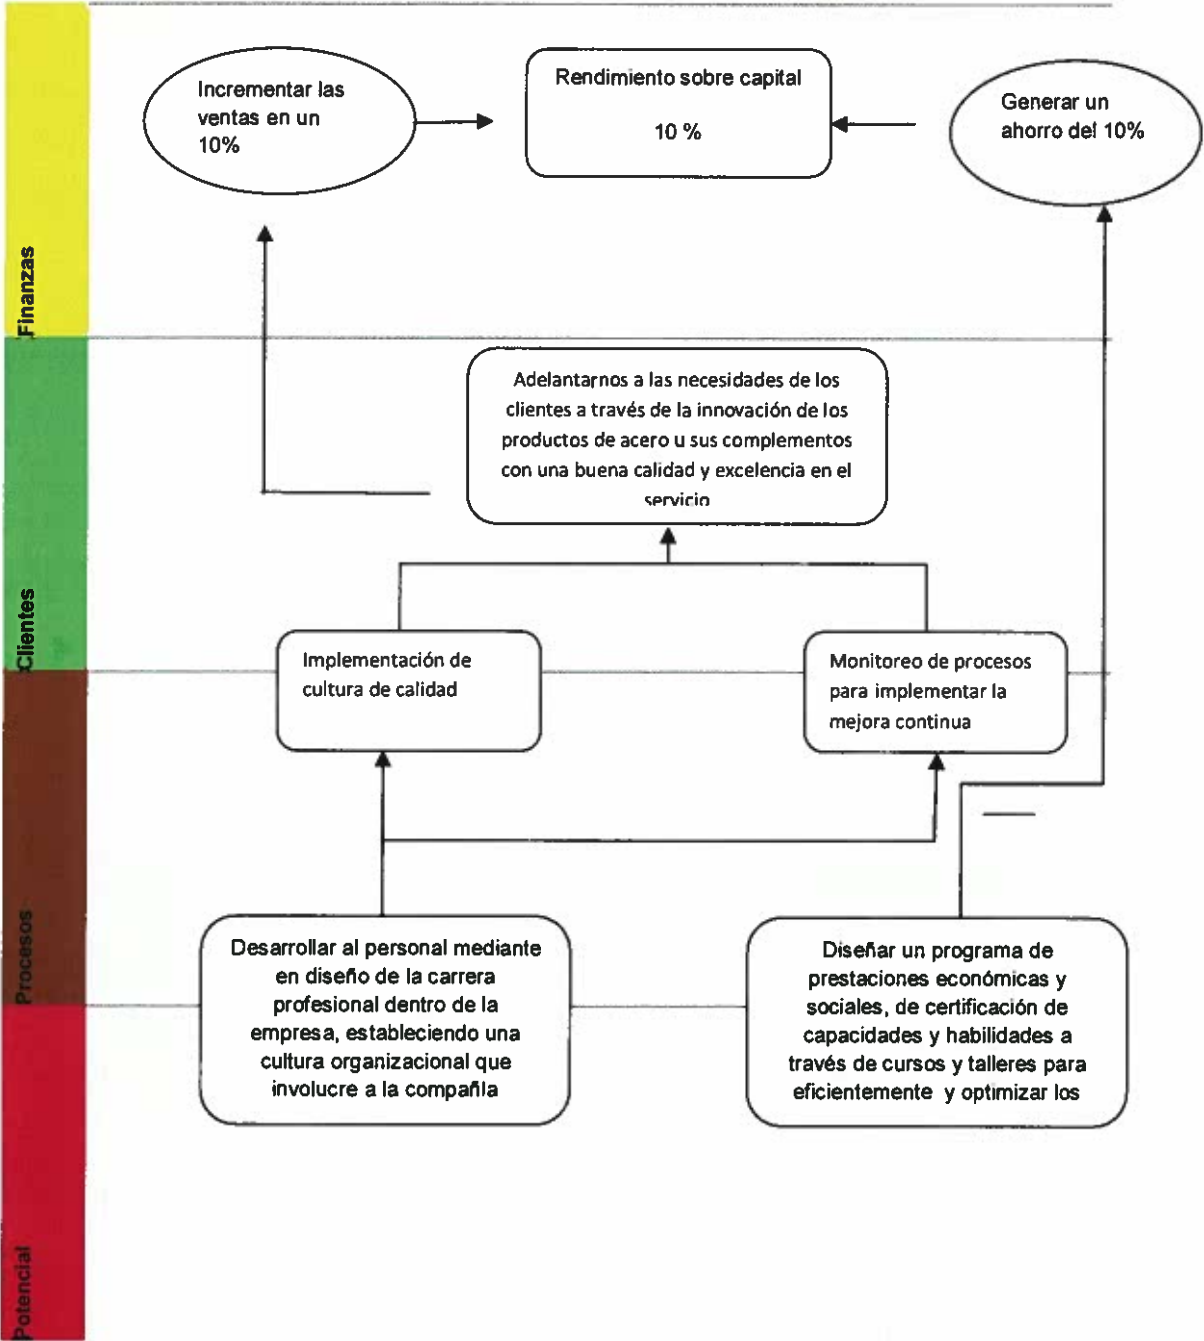 Incrementar las
ventas en un
10%
Rendimiento sobre capital
10 %
Generar un
ahorro del 10%
Finanzas
Adelantarnos a las necesidades de los
clientes a través de la innovación de los
productos de acero u sus complementos
con una buena calidad y excelencia en el
servicio
Clientes
Implementación de
cultura de calidad
Monitoreo de procesos
para implementar la
mejora continua
Procesos
Desarrollar al personal mediante
en diseño de la carrera
profesional dentro de la
empresa, estableciendo una
cultura organizacional que
involucre a la compañía
Diseñar un programa de
prestaciones económicas y
sociales, de certificación de
capacidades y habilidades a
través de cursos y talleres para
eficientemente y optimizar los
Potencial